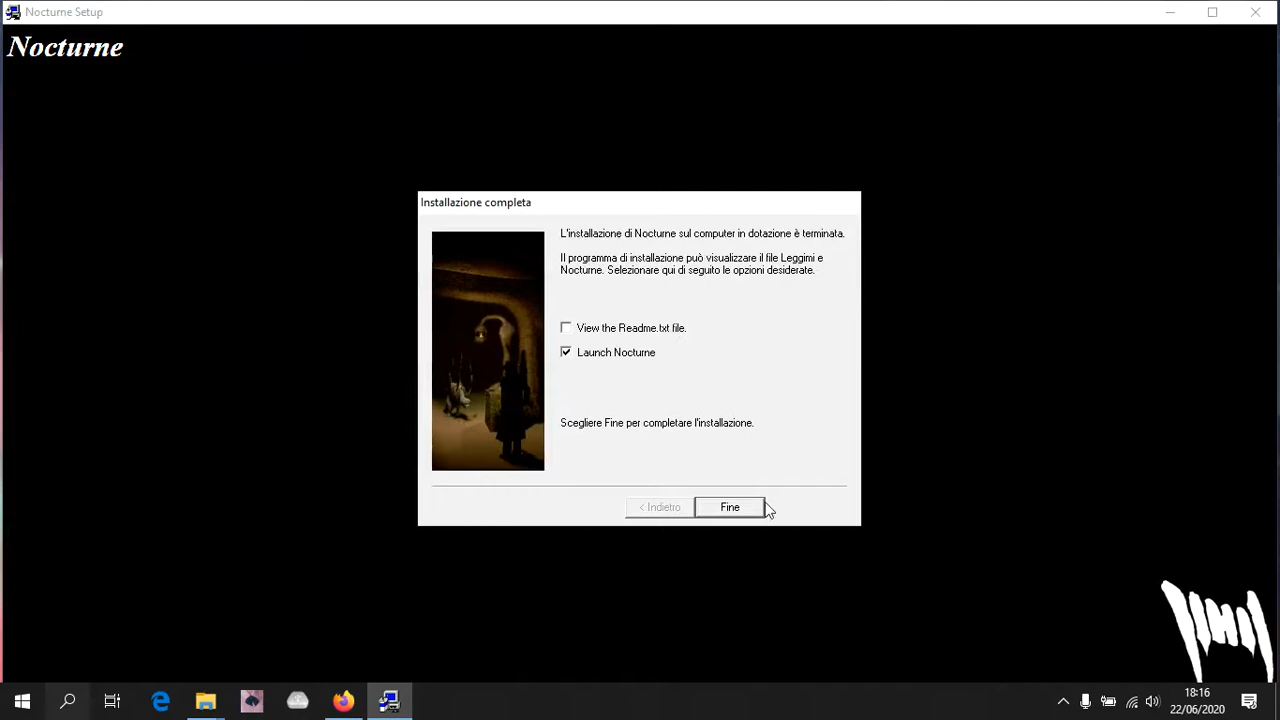 Nocturne Setup
Nocturne
Installazione completa
L'installazione di Nocturne sul computer in dotazione è terminata.
Il programma di installazione può visualizzare il file Leggimi e
Nocturne. Selezionare qui di seguito le opzioni desiderate.
View the Readme.txt file.
Launch Nocturne
Scegliere Fine per completare l'installazione.
< Indietro
Fine
18:16
22/06/2020